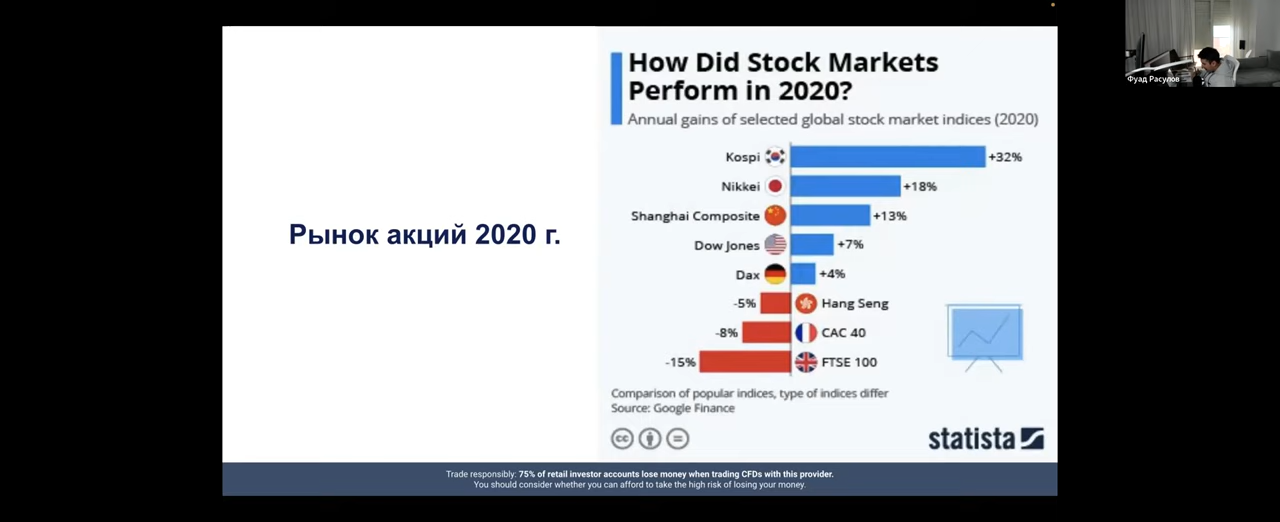 Фуад Расулов
Рынок акций 2020 г.
How Did Stock Markets
Perform in 2020?
Annual gains of selected global stock market indices (2020)
Kospi +32%
Nikkei +18%
Shanghai Composite +13%
Dow Jones +7%
Dax +4%
-5% Hang Seng
-8% CAC 40
-15% FTSE 100
Comparison of popular indices, type of indices differ
Source: Google Finance
cc
statista
Trade responsibly: 75% of retail investor accounts lose money when trading CFDs with this provider.
You should consider whether you can afford to take the high risk of losing your money.